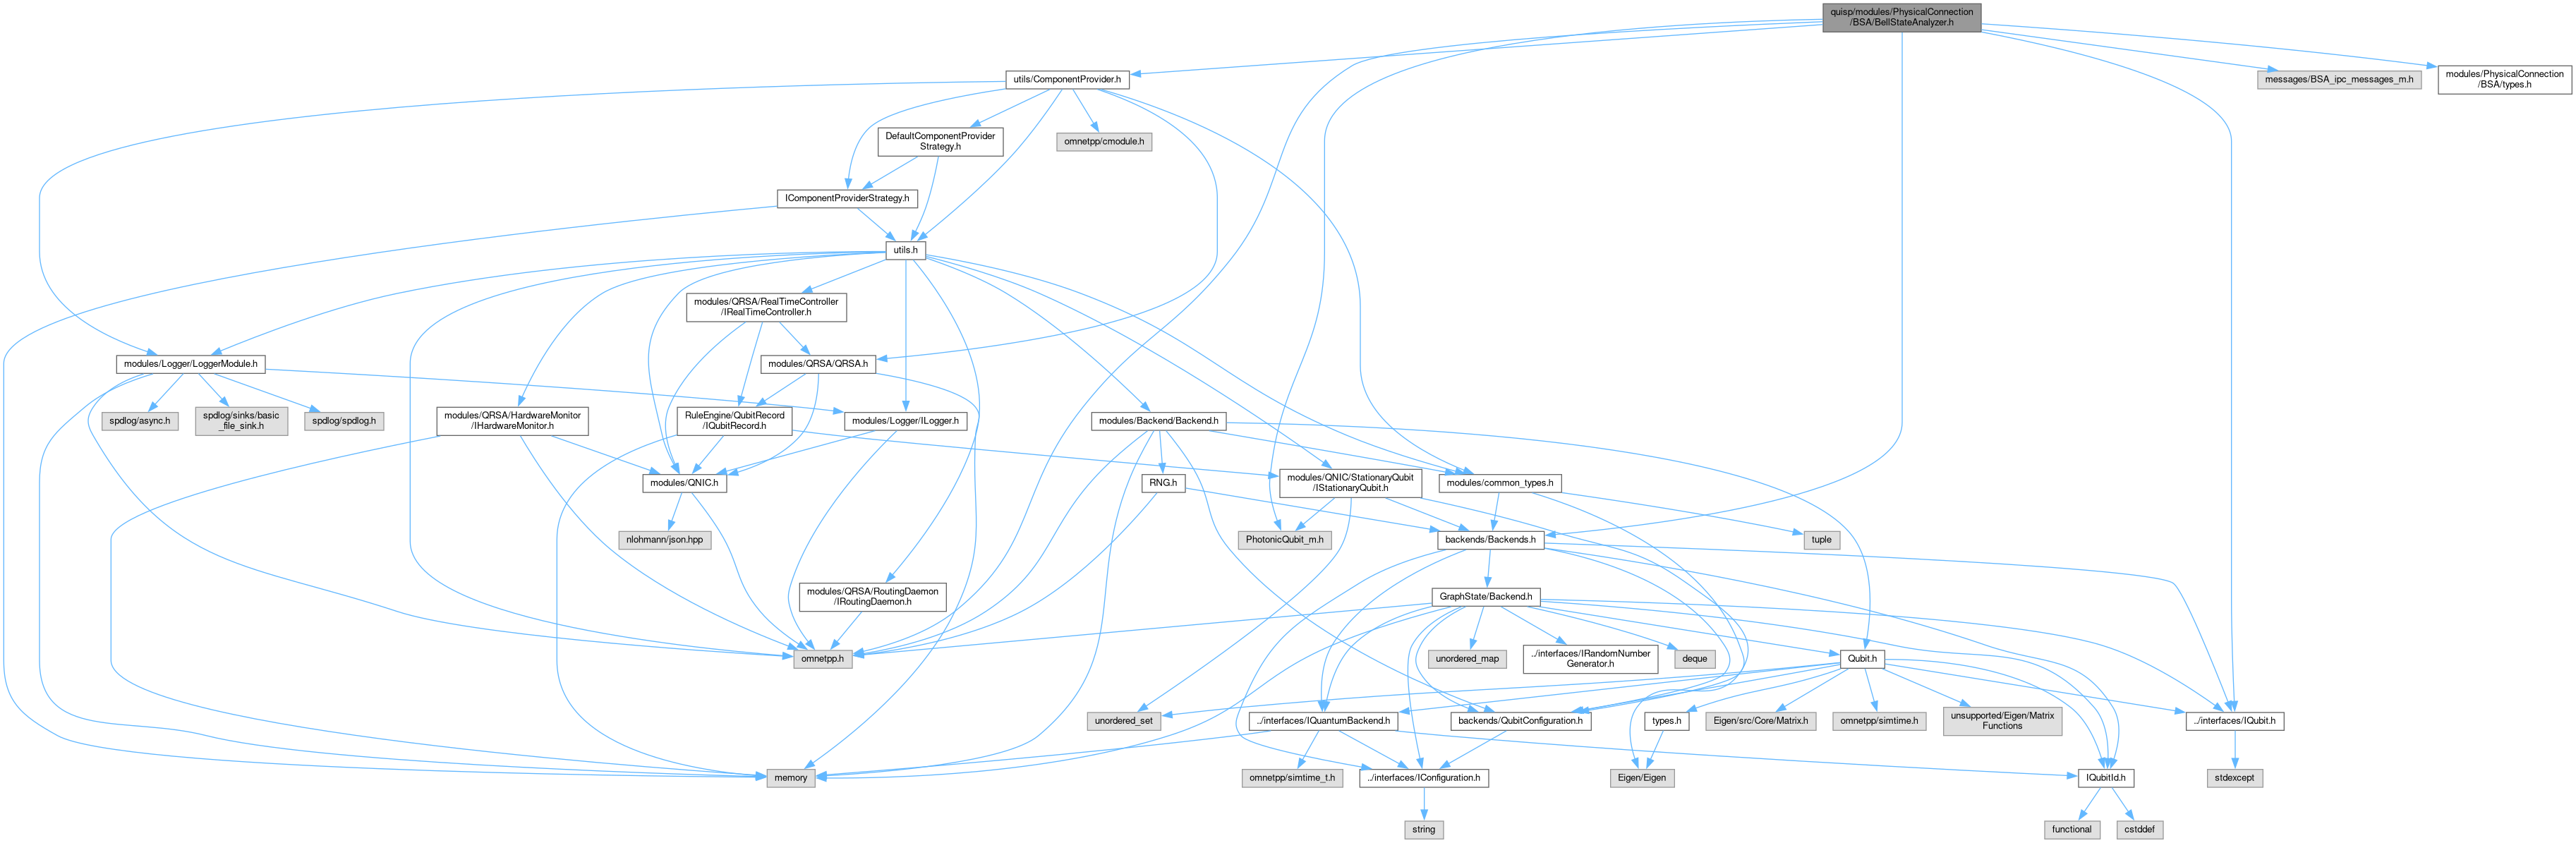 quisp/modules/PhysicalConnection
/BSA/BellStateAnalyzer.h
utils/ComponentProvider.h
messages/BSA_ipc_messages_m.h
modules/PhysicalConnection
/BSA/types.h
DefaultComponentProvider
Strategy.h
omnetpp/cmodule.h
IComponentProviderStrategy.h
utils.h
modules/QRSA/RealTimeController
/IRealTimeController.h
modules/Logger/LoggerModule.h
modules/QRSA/QRSA.h
spdlog/async.h
spdlog/sinks/basic
_file_sink.h
spdlog/spdlog.h
modules/QRSA/HardwareMonitor
/IHardwareMonitor.h
RuleEngine/QubitRecord
/IQubitRecord.h
modules/Logger/ILogger.h
modules/Backend/Backend.h
modules/QNIC.h
RNG.h
modules/QNIC/StationaryQubit
/IStationaryQubit.h
modules/common_types.h
nlohmann/json.hpp
PhotonicQubit_m.h
backends/Backends.h
tuple
modules/QRSA/RoutingDaemon
/IRoutingDaemon.h
GraphState/Backend.h
omnetpp.h
unordered_map
../interfaces/IRandomNumber
Generator.h
deque
Qubit.h
unordered_set
../interfaces/IQuantumBackend.h
backends/QubitConfiguration.h
types.h
Eigen/src/Core/Matrix.h
omnetpp/simtime.h
unsupported/Eigen/Matrix
Functions
../interfaces/IQubit.h
memory
omnetpp/simtime_t.h
../interfaces/IConfiguration.h
Eigen/Eigen
IQubitId.h
stdexcept
string
functional
cstddef